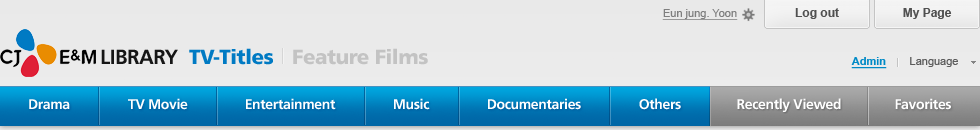 Eun jung. Yoon Log out My Page
CJ E&M LIBRARY TV-Titles Feature Films
Admin Language
Drama TV Movie Entertainment Music Documentaries Others Recently Viewed Favorites